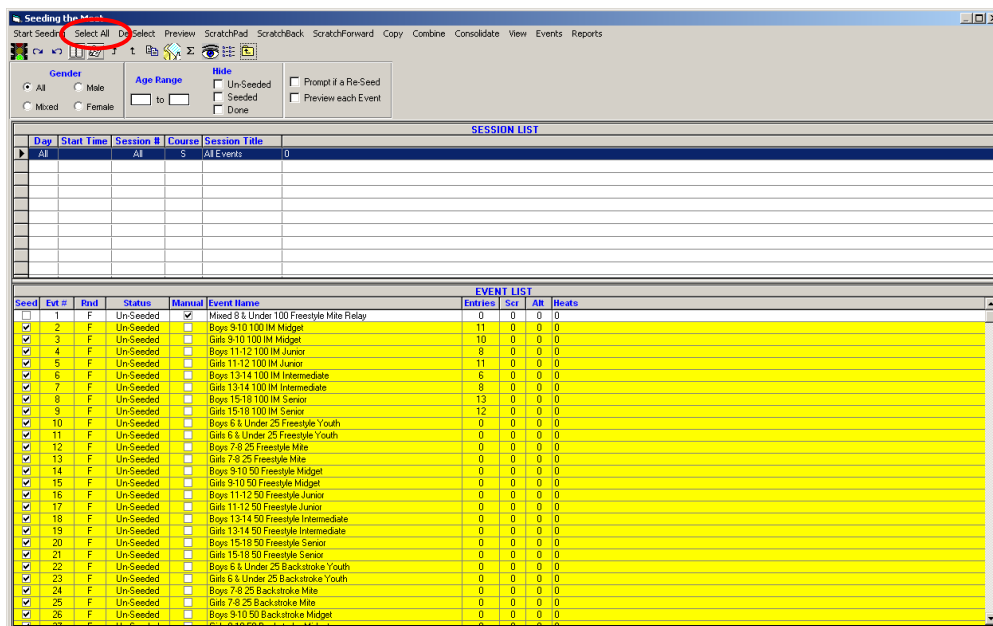 Seeding the Meet
Start Seeding Select All De-Select Preview ScratchPad ScratchBack ScratchForward Copy Combine Consolidate View Events Reports
Gender
All Male
Mixed Female
Age Range
to
Hide
Un-Seeded
Seeded
Done
Prompt if a Re-Seed
Preview each Event
SESSION LIST
Day Start Time Session # Course Session Title
All All S All Events 0
EVENT LIST
Seed Evt # Rnd Status Manual Event Name Entries Scr Alt Heats
1 F Un-Seeded Mixed 8 & Under 100 Freestyle Mite Relay 0 0 0 0
2 F Un-Seeded Boys 9-10 100 IM Midget 11 0 0 0
3 F Un-Seeded Girls 9-10 100 IM Midget 10 0 0 0
4 F Un-Seeded Boys 11-12 100 IM Junior 8 0 0 0
5 F Un-Seeded Girls 11-12 100 IM Junior 11 0 0 0
6 F Un-Seeded Boys 13-14 100 IM Intermediate 6 0 0 0
7 F Un-Seeded Girls 13-14 100 IM Intermediate 8 0 0 0
8 F Un-Seeded Boys 15-18 100 IM Senior 13 0 0 0
9 F Un-Seeded Girls 15-18 100 IM Senior 12 0 0 0
10 F Un-Seeded Boys 6 & Under 25 Freestyle Youth 0 0 0 0
11 F Un-Seeded Girls 6 & Under 25 Freestyle Youth 0 0 0 0
12 F Un-Seeded Boys 7-8 25 Freestyle Mite 0 0 0 0
13 F Un-Seeded Girls 7-8 25 Freestyle Mite 0 0 0 0
14 F Un-Seeded Boys 9-10 50 Freestyle Midget 0 0 0 0
15 F Un-Seeded Girls 9-10 50 Freestyle Midget 0 0 0 0
16 F Un-Seeded Boys 11-12 50 Freestyle Junior 0 0 0 0
17 F Un-Seeded Girls 11-12 50 Freestyle Junior 0 0 0 0
18 F Un-Seeded Boys 13-14 50 Freestyle Intermediate 0 0 0 0
19 F Un-Seeded Girls 13-14 50 Freestyle Intermediate 0 0 0 0
20 F Un-Seeded Boys 15-18 50 Freestyle Senior 0 0 0 0
21 F Un-Seeded Girls 15-18 50 Freestyle Senior 0 0 0 0
22 F Un-Seeded Boys 6 & Under 25 Backstroke Youth 0 0 0 0
23 F Un-Seeded Girls 6 & Under 25 Backstroke Youth 0 0 0 0
24 F Un-Seeded Boys 7-8 25 Backstroke Mite 0 0 0 0
25 F Un-Seeded Girls 7-8 25 Backstroke Mite 0 0 0 0
26 F Un-Seeded Boys 9-10 50 Backstroke Midget 0 0 0 0